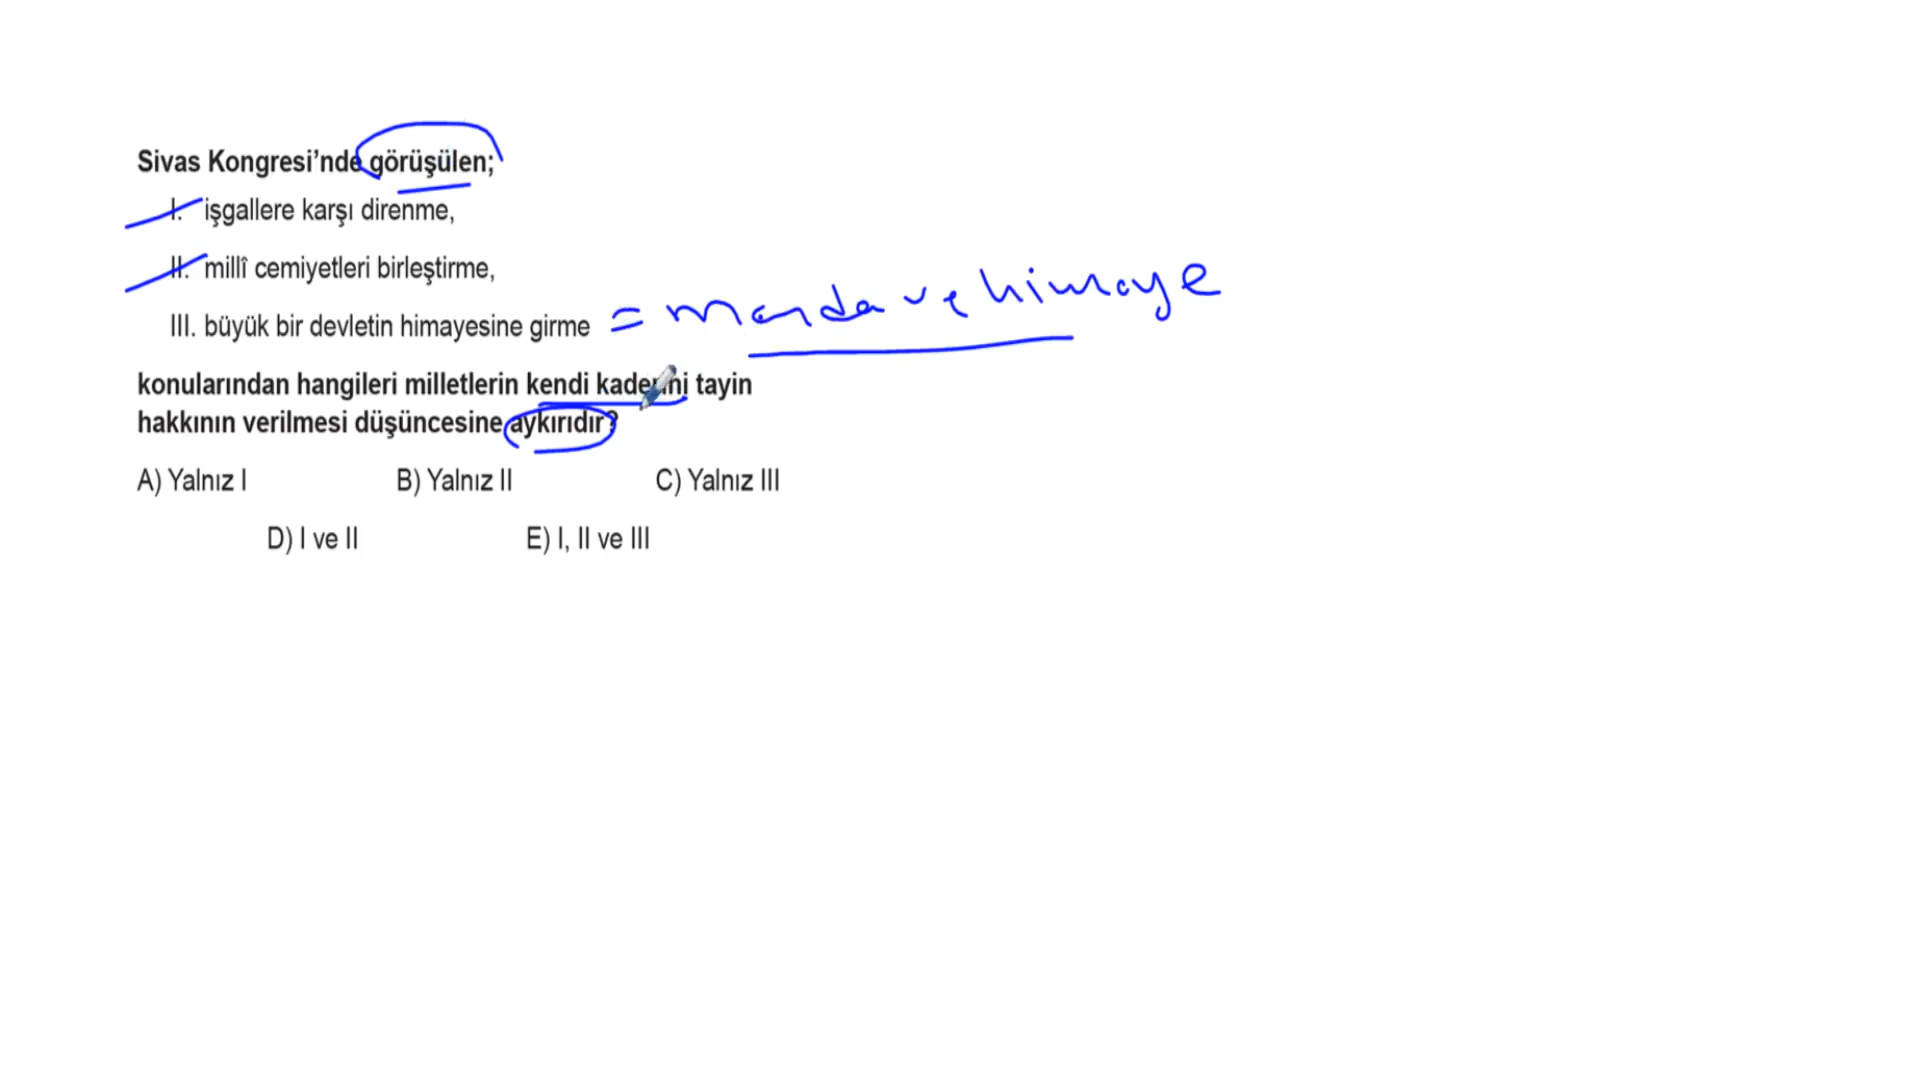 Sivas Kongresi’nde görüşülen;
I. işgallere karşı direnme,
II. millî cemiyetleri birleştirme,
III. büyük bir devletin himayesine girme = manda ve himaye
konularından hangileri milletlerin kendi kaderini tayin
hakkının verilmesi düşüncesine aykırıdır?
A) Yalnız I B) Yalnız II C) Yalnız III
D) I ve II E) I, II ve III